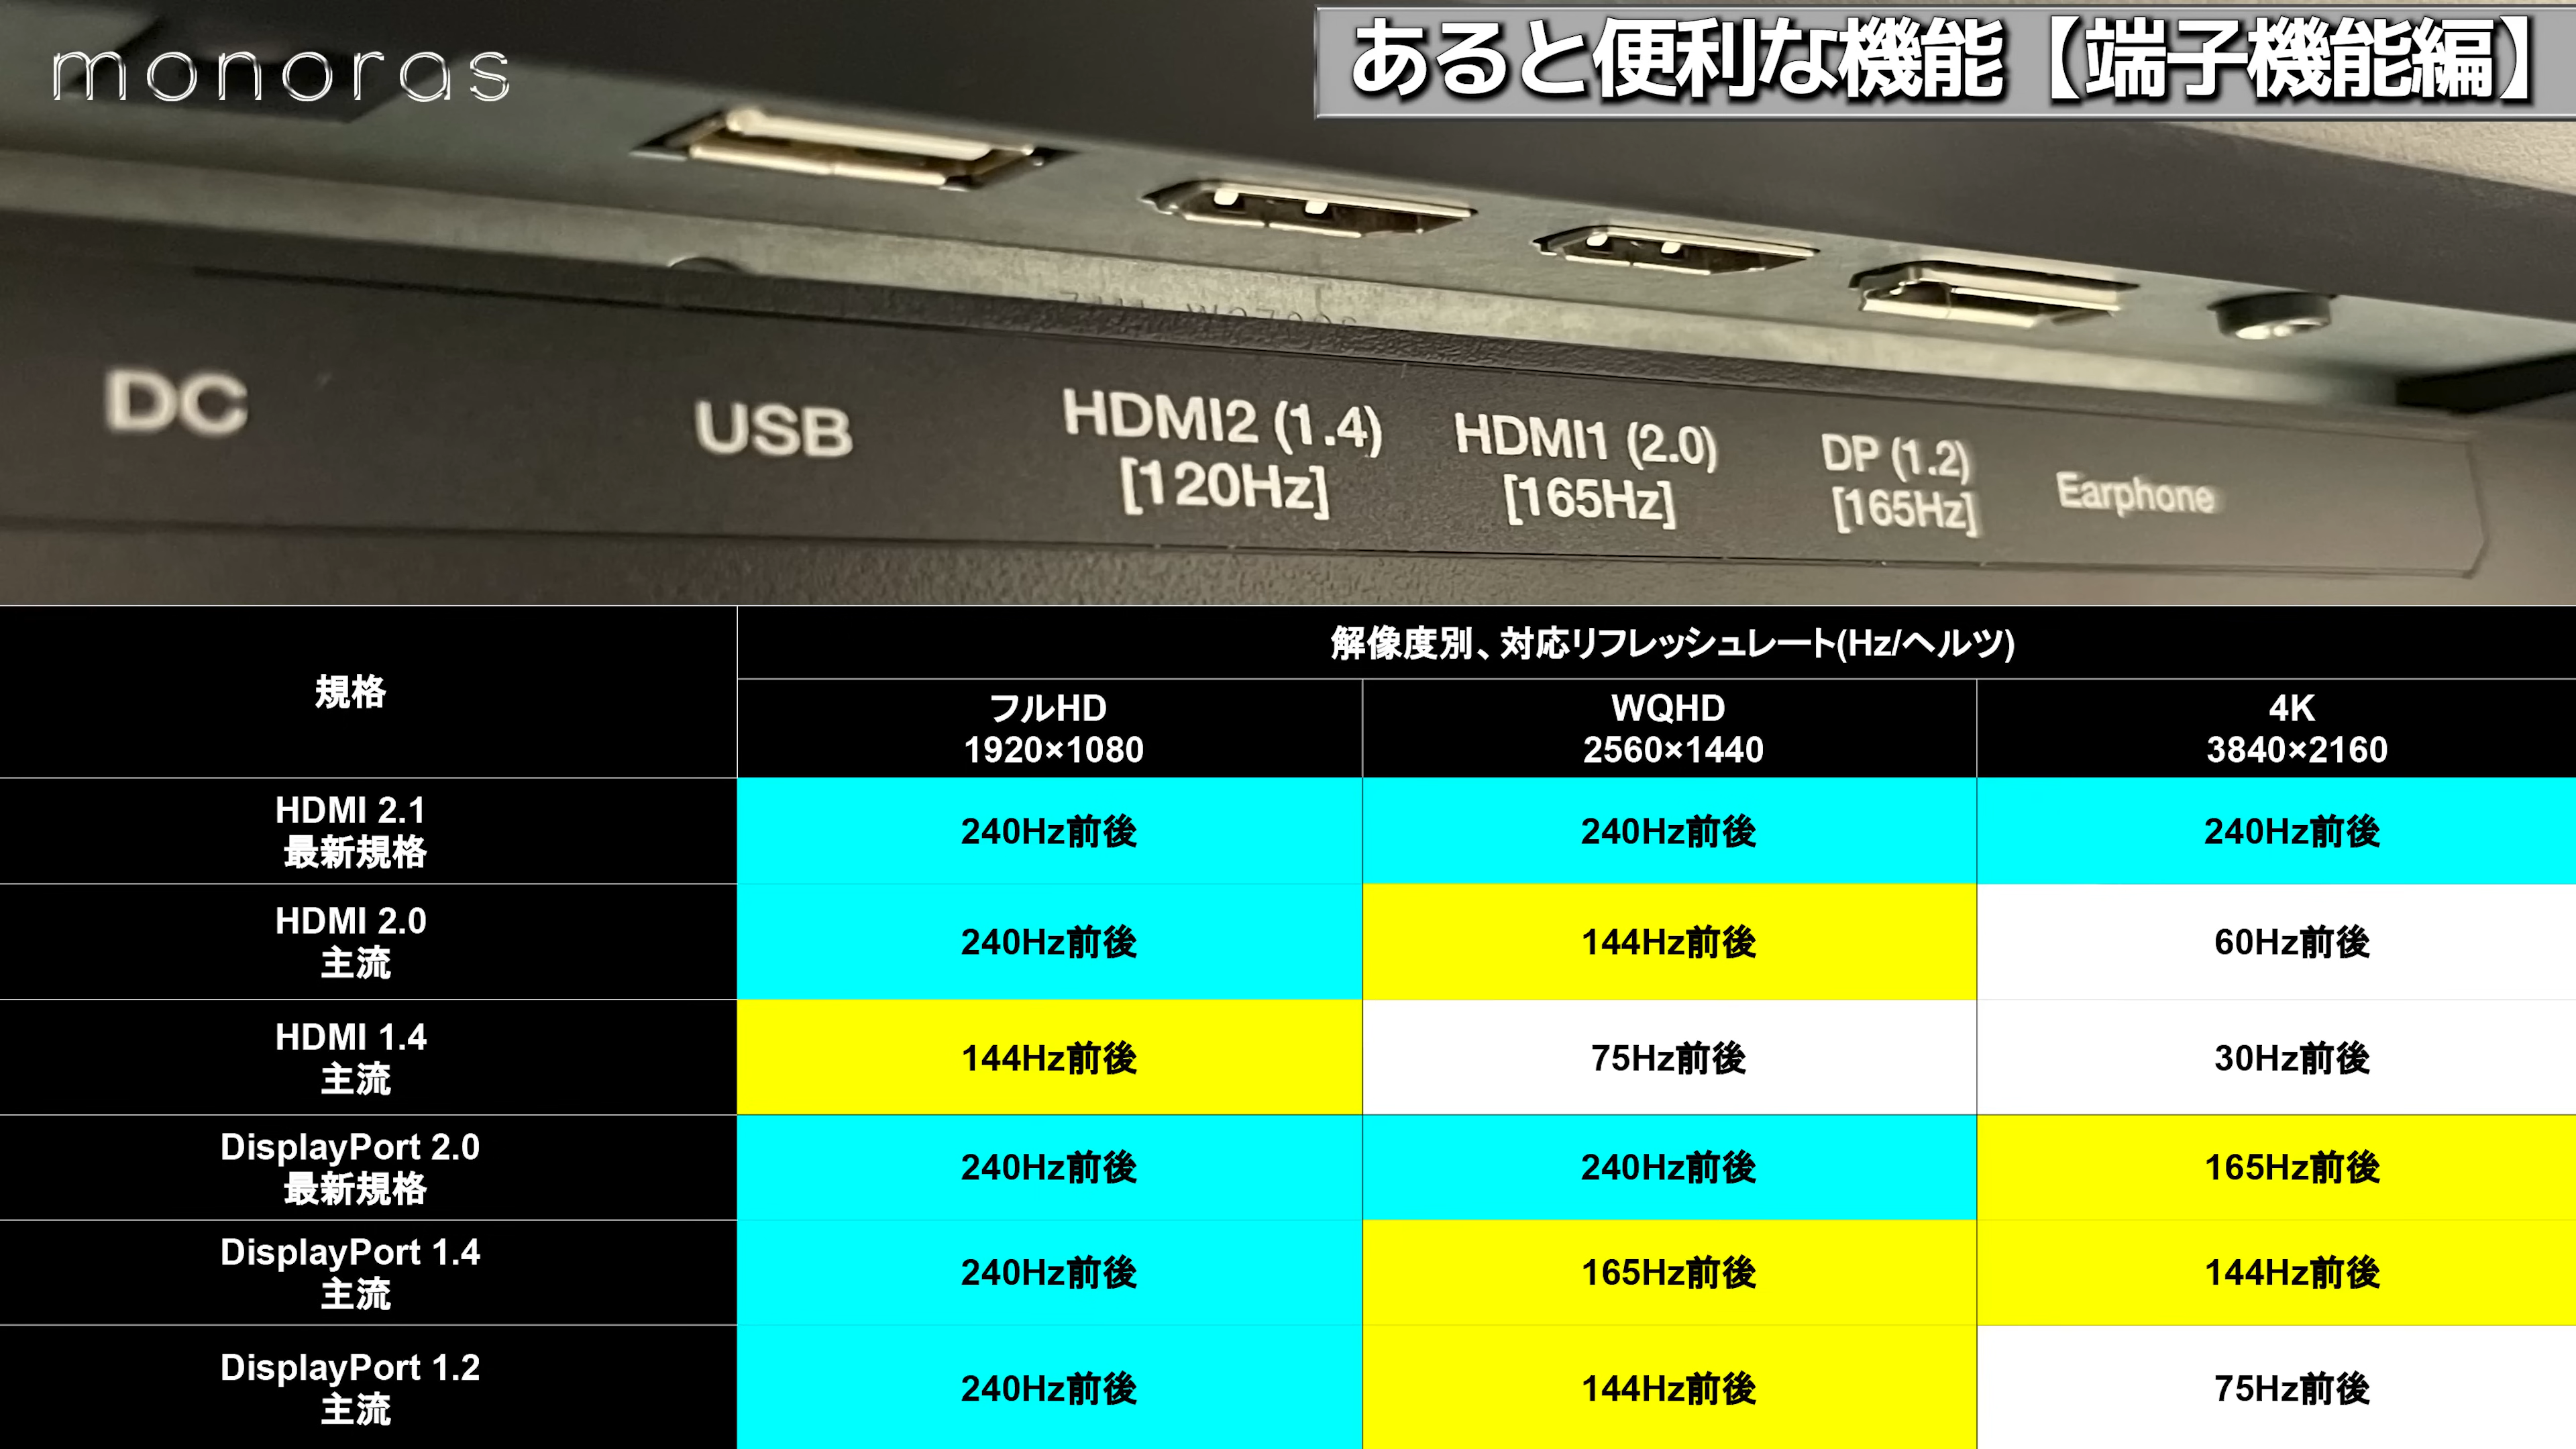 monoras
あると便利な機能【端子機能編】
DC
USB
HDMI2 (1.4)
[120Hz]
HDMI1 (2.0)
[165Hz]
DP (1.2)
[165Hz]
Earphone
規格
解像度別、対応リフレッシュレート(Hz/ヘルツ)
フルHD
1920×1080
WQHD
2560×1440
4K
3840×2160
HDMI 2.1
最新規格
240Hz前後
240Hz前後
240Hz前後
HDMI 2.0
主流
240Hz前後
144Hz前後
60Hz前後
HDMI 1.4
主流
144Hz前後
75Hz前後
30Hz前後
DisplayPort 2.0
最新規格
240Hz前後
240Hz前後
165Hz前後
DisplayPort 1.4
主流
240Hz前後
165Hz前後
144Hz前後
DisplayPort 1.2
主流
240Hz前後
144Hz前後
75Hz前後